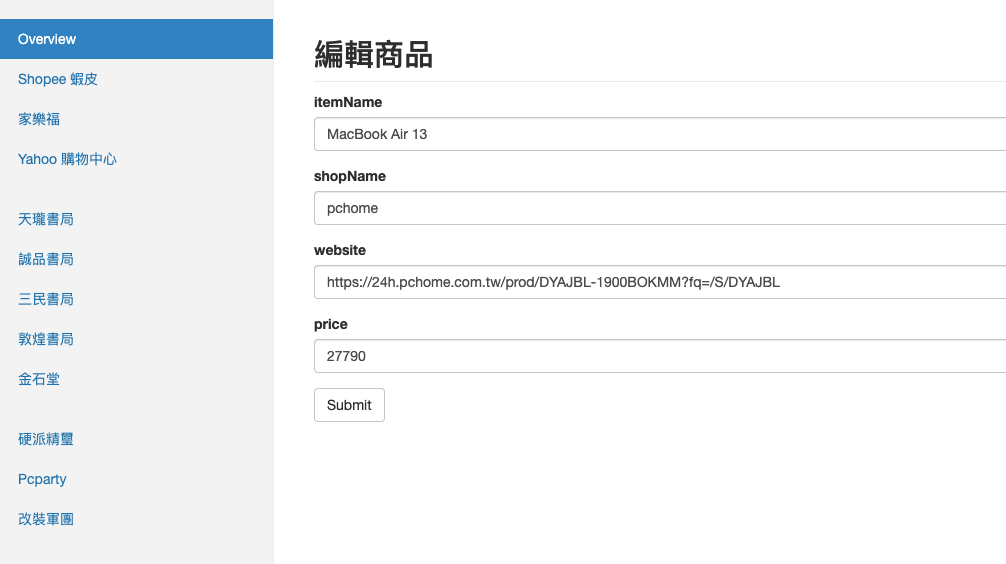 Overview
Shopee 蝦皮
家樂福
Yahoo 購物中心
天瓏書局
誠品書局
三民書局
敦煌書局
金石堂
硬派精璽
Pcparty
改裝軍團
編輯商品
itemName
MacBook Air 13
shopName
pchome
website
https://24h.pchome.com.tw/prod/DYAJBL-1900BOKMM?fq=/S/DYAJBL
price
27790
Submit